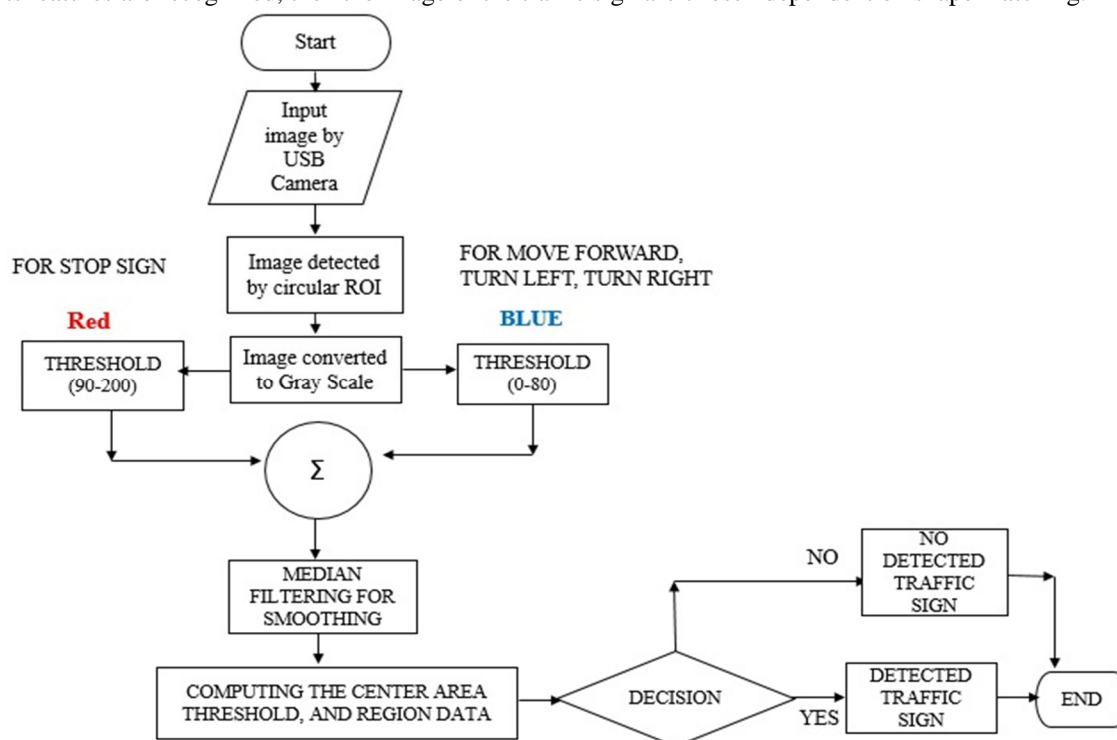 Start
Input
image by
USB
Camera
FOR STOP SIGN
Image detected
by circular ROI
FOR MOVE FORWARD,
TURN LEFT, TURN RIGHT
Red
BLUE
THRESHOLD
(90-200)
Image converted
to Gray Scale
THRESHOLD
(0-80)
Σ
MEDIAN
FILTERING FOR
SMOOTHING
NO
NO
DETECTED
TRAFFIC
SIGN
COMPUTING THE CENTER AREA
THRESHOLD, AND REGION DATA
DECISION
YES
DETECTED
TRAFFIC
SIGN
END